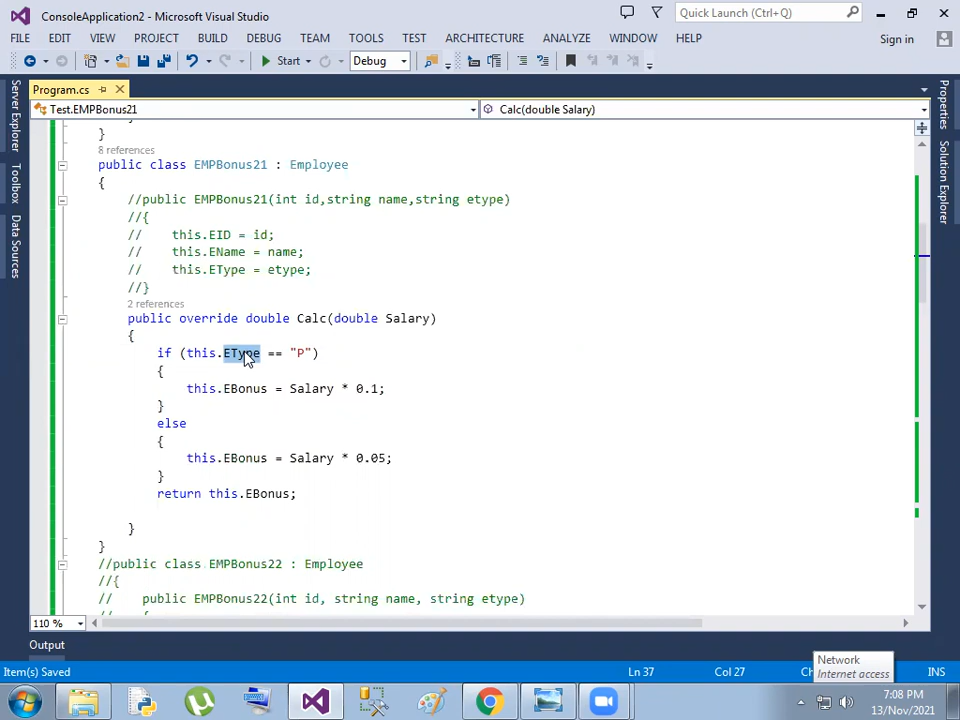 ConsoleApplication2 - Microsoft Visual Studio
Quick Launch (Ctrl+Q)
FILE EDIT VIEW PROJECT BUILD DEBUG TEAM TOOLS TEST ARCHITECTURE ANALYZE WINDOW HELP Sign in
Start Debug
Program.cs
Test.EMPBonus21 Calc(double Salary)
Server Explorer
Toolbox
Data Sources
Properties
Solution Explorer
}
8 references
public class EMPBonus21 : Employee
{
//public EMPBonus21(int id,string name,string etype)
//{
// this.EID = id;
// this.EName = name;
// this.EType = etype;
//}
2 references
public override double Calc(double Salary)
{
if (this.EType == "P")
{
this.EBonus = Salary * 0.1;
}
else
{
this.EBonus = Salary * 0.05;
}
return this.EBonus;
}
}
//public class EMPBonus22 : Employee
//{
// public EMPBonus22(int id, string name, string etype)
110 %
Output
Item(s) Saved Ln 37 Col 27 INS
Network
Internet access
7:08 PM
13/Nov/2021